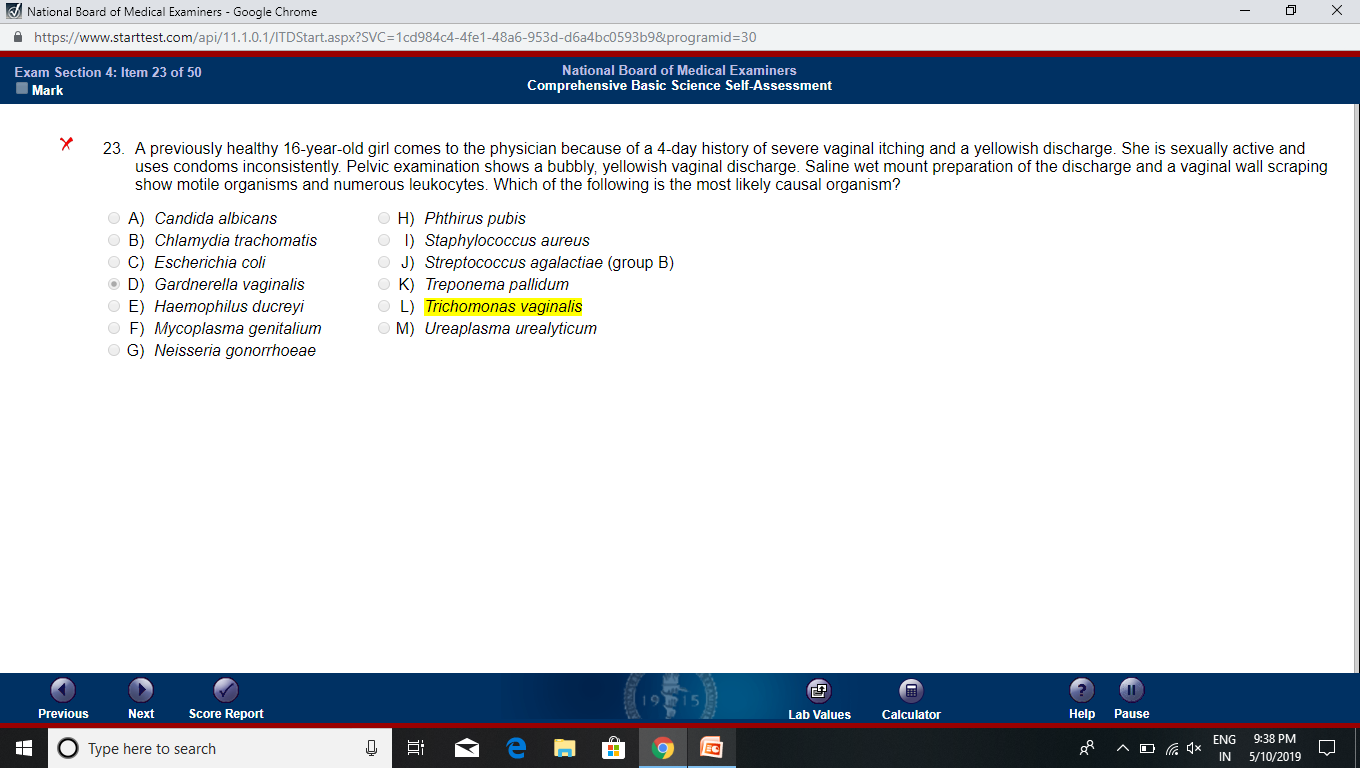 National Board of Medical Examiners - Google Chrome
https://www.starttest.com/api/11.1.0.1/ITDStart.aspx?SVC=1cd984c4-4fe1-48a6-953d-d6a4bc0593b9&programid=30
Exam Section 4: Item 23 of 50
National Board of Medical Examiners
Mark
Comprehensive Basic Science Self-Assessment
23. A previously healthy 16-year-old girl comes to the physician because of a 4-day history of severe vaginal itching and a yellowish discharge. She is sexually active and
uses condoms inconsistently. Pelvic examination shows a bubbly, yellowish vaginal discharge. Saline wet mount preparation of the discharge and a vaginal wall scraping
show motile organisms and numerous leukocytes. Which of the following is the most likely causal organism?
A) Candida albicans
B) Chlamydia trachomatis
C) Escherichia coli
D) Gardnerella vaginalis
E) Haemophilus ducreyi
F) Mycoplasma genitalium
G) Neisseria gonorrhoeae
H) Phthirus pubis
I) Staphylococcus aureus
J) Streptococcus agalactiae (group B)
K) Treponema pallidum
L) Trichomonas vaginalis
M) Ureaplasma urealyticum
19 15
Previous
Next
Score Report
Lab Values
Calculator
Help
Pause
Type here to search
ENG
IN
9:38 PM
5/10/2019